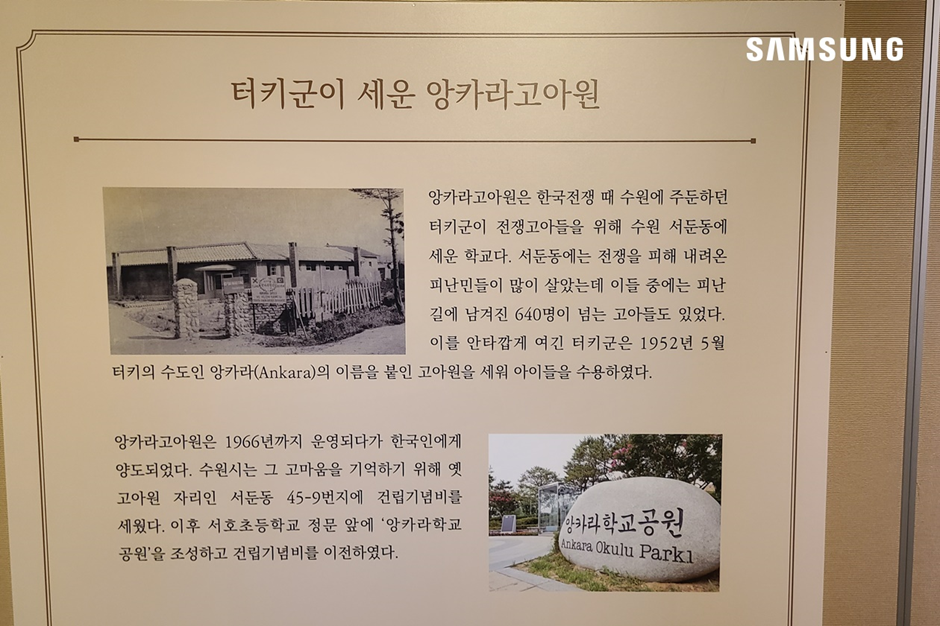 SAMSUNG
터키군이 세운 앙카라고아원
앙카라고아원은 한국전쟁 때 수원에 주둔하던
터키군이 전쟁고아들을 위해 수원 서둔동에
세운 학교다. 서둔동에는 전쟁을 피해 내려온
피난민들이 많이 살았는데 이들 중에는 피난
길에 남겨진 640명이 넘는 고아들도 있었다.
이를 안타깝게 여긴 터키군은 1952년 5월
터키의 수도인 앙카라(Ankara)의 이름을 붙인 고아원을 세워 아이들을 수용하였다.
앙카라고아원은 1966년까지 운영되다가 한국인에게
양도되었다. 수원시는 그 고마움을 기억하기 위해 옛
고아원 자리인 서둔동 45-9번지에 건립기념비를
세웠다. 이후 서호초등학교 정문 앞에 '앙카라학교
공원'을 조성하고 건립기념비를 이전하였다.
앙카라학교공원
Ankara Okulu Park1